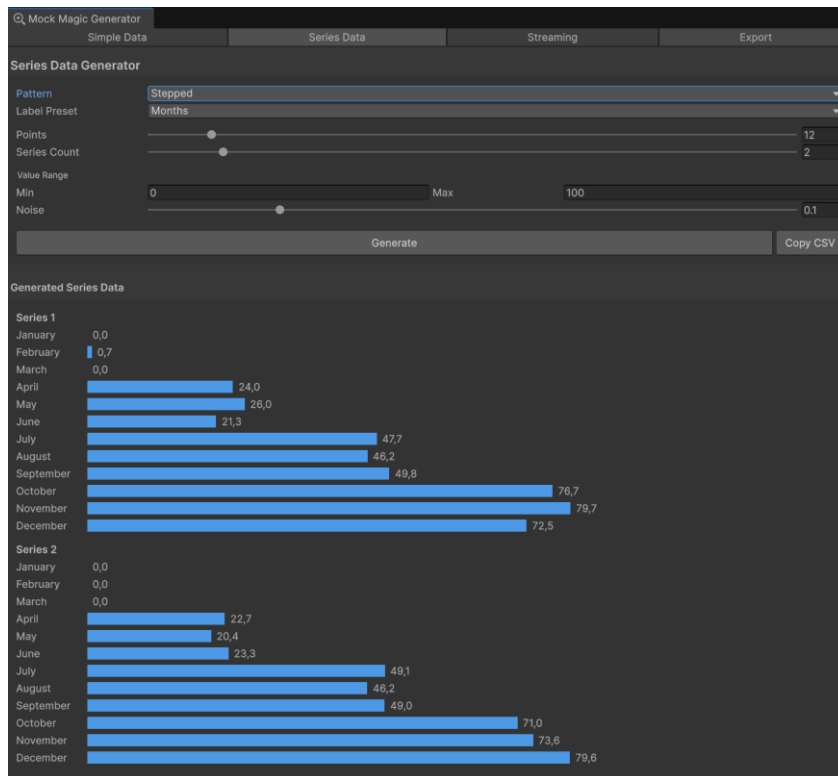 Mock Magic Generator
Simple Data Series Data Streaming Export
Series Data Generator
Pattern Stepped
Label Preset Months
Points 12
Series Count 2
Value Range
Min 0 Max 100
Noise 0.1
Generate Copy CSV
Generated Series Data
Series 1
January 0,0
February 0,7
March 0,0
April 24,0
May 26,0
June 21,3
July 47,7
August 46,2
September 49,8
October 76,7
November 79,7
December 72,5
Series 2
January 0,0
February 0,0
March 0,0
April 22,7
May 20,4
June 23,3
July 49,1
August 46,2
September 49,0
October 71,0
November 73,6
December 79,6